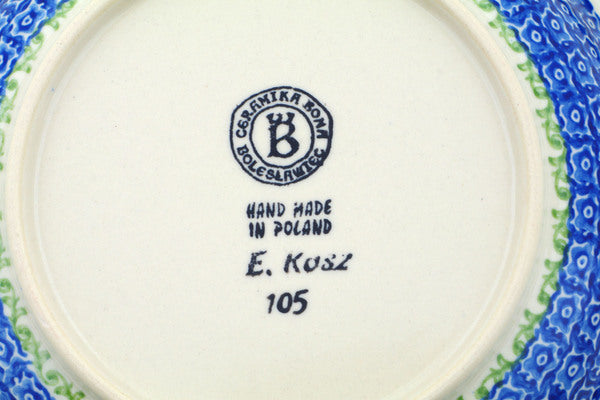 CERAMIKA BONA
B
BOLESŁAWIEC
HAND MADE
IN POLAND
E. Kosz
105